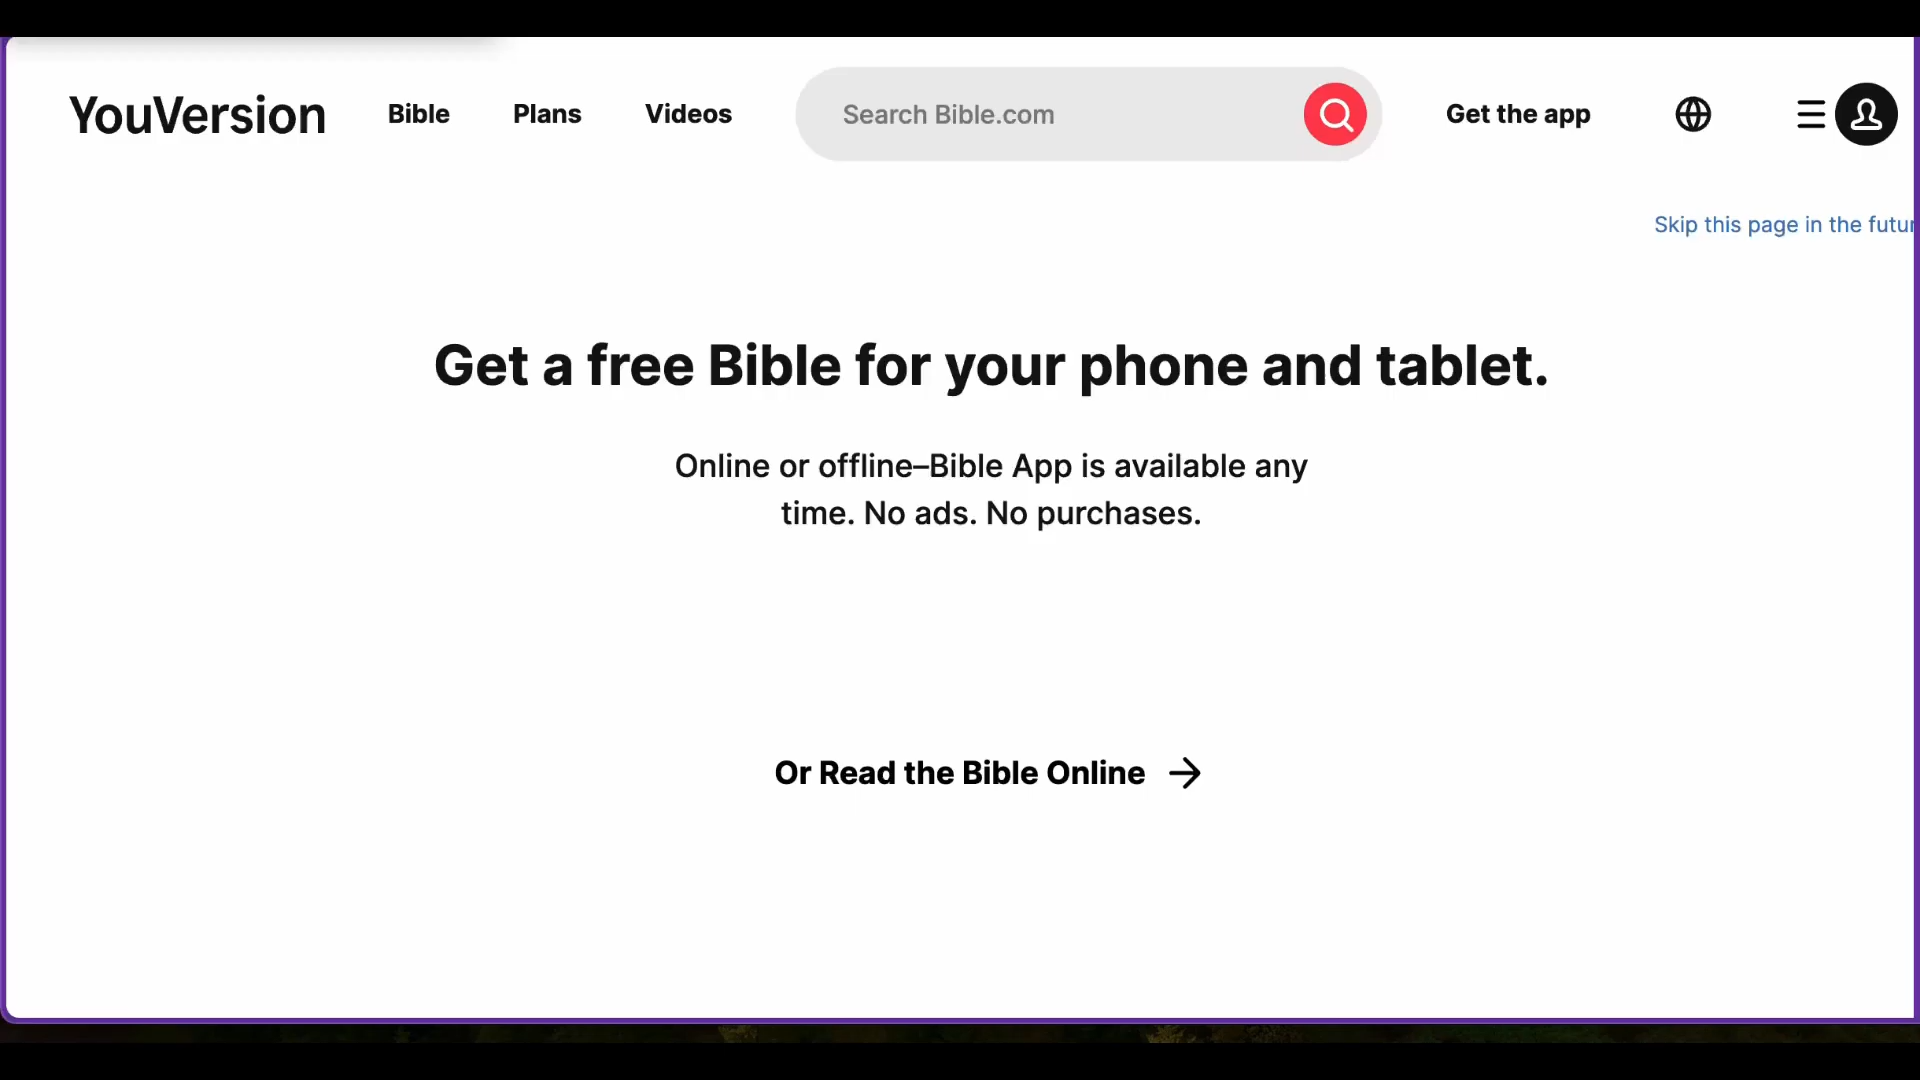 YouVersion Bible Plans Videos Search Bible.com Get the app
Skip this page in the futur
Get a free Bible for your phone and tablet.
Online or offline–Bible App is available any
time. No ads. No purchases.
Or Read the Bible Online